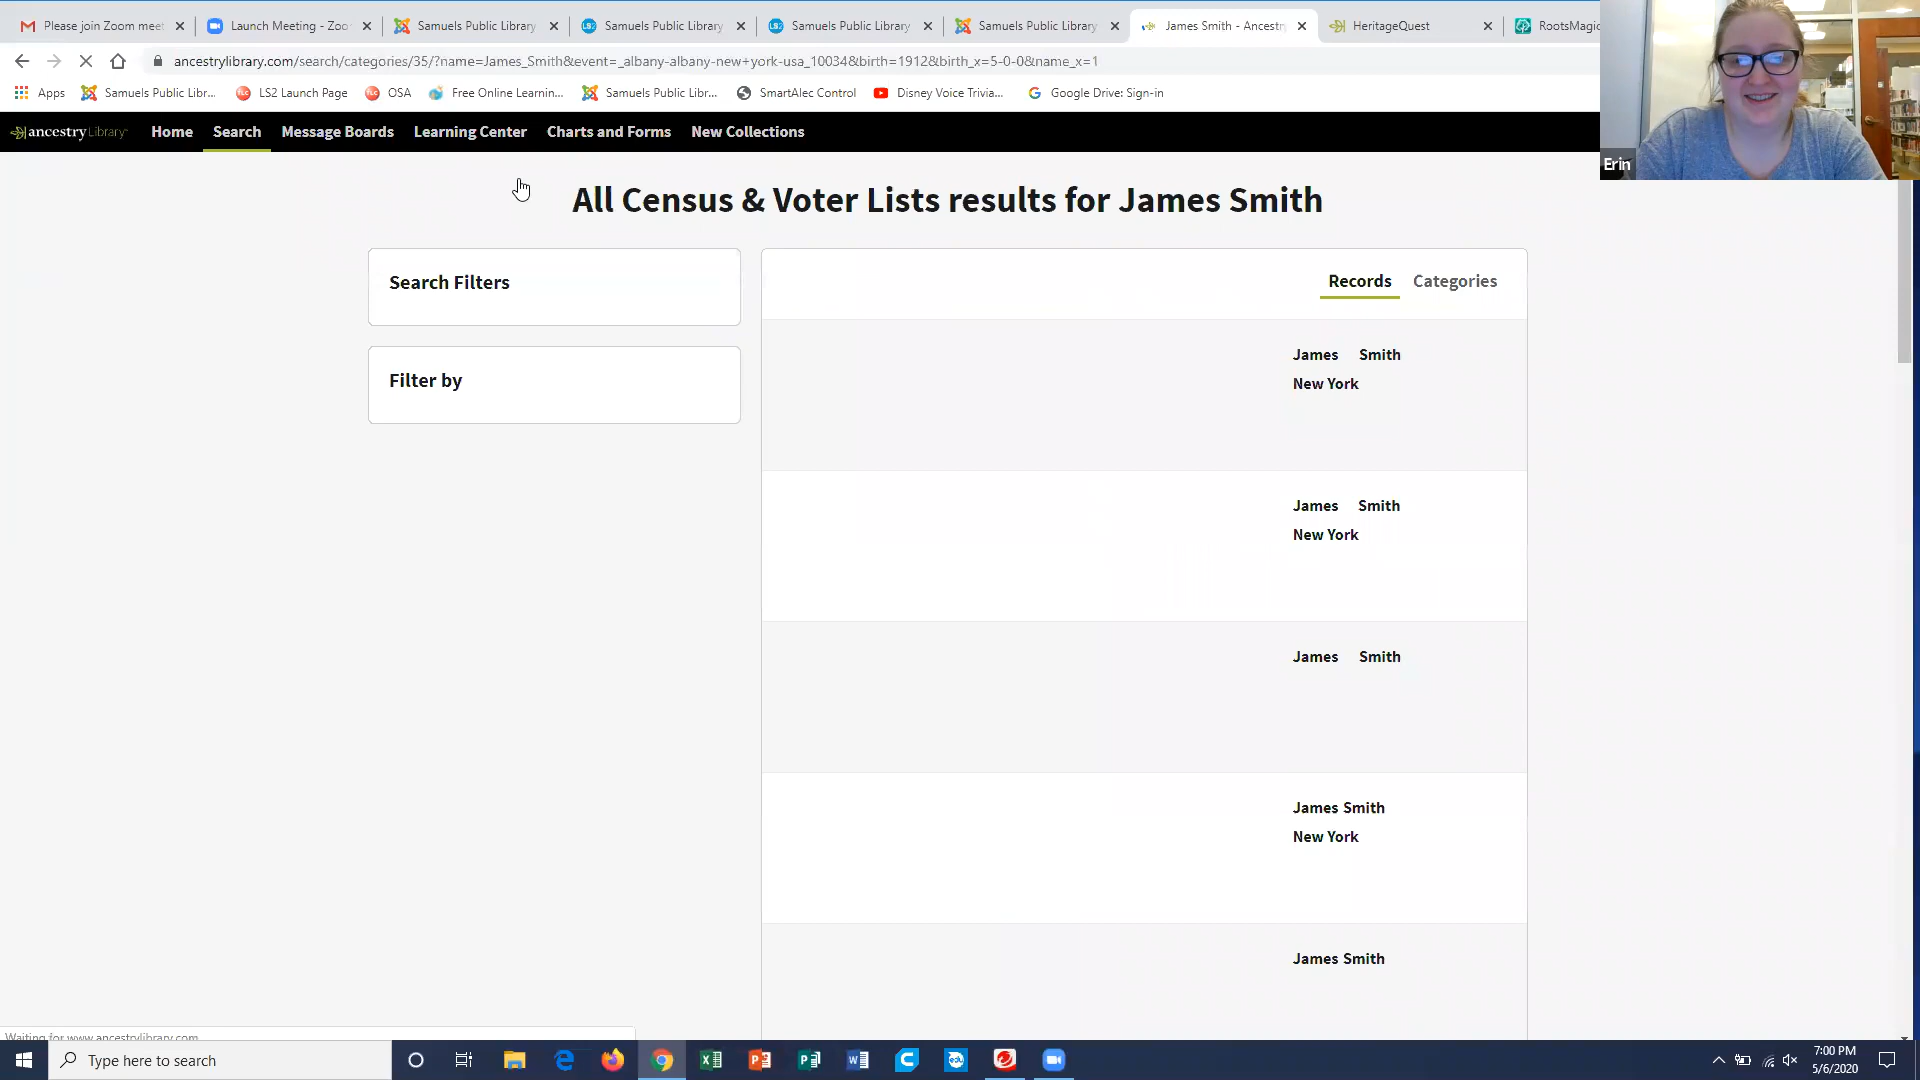 Please join Zoom meet
Launch Meeting - Zoo
Samuels Public Library
Samuels Public Library
Samuels Public Library
Samuels Public Library
James Smith - Ancestr
HeritageQuest
RootsMagic
ancestrylibrary.com/search/categories/35/?name=James_Smith&event=_albany-albany-new+york-usa_10034&birth=1912&birth_x=5-0-0&name_x=1
Apps
Samuels Public Libr...
LS2 Launch Page
OSA
Free Online Learnin...
Samuels Public Libr...
SmartAlec Control
Disney Voice Trivia...
Google Drive: Sign-in
ancestryLibrary
Home
Search
Message Boards
Learning Center
Charts and Forms
New Collections
Erin
All Census & Voter Lists results for James Smith
Search Filters
Filter by
Records
Categories
James Smith
New York
James Smith
New York
James Smith
James Smith
New York
James Smith
Waiting for www.ancestrylibrary.com
Type here to search
7:00 PM
5/6/2020